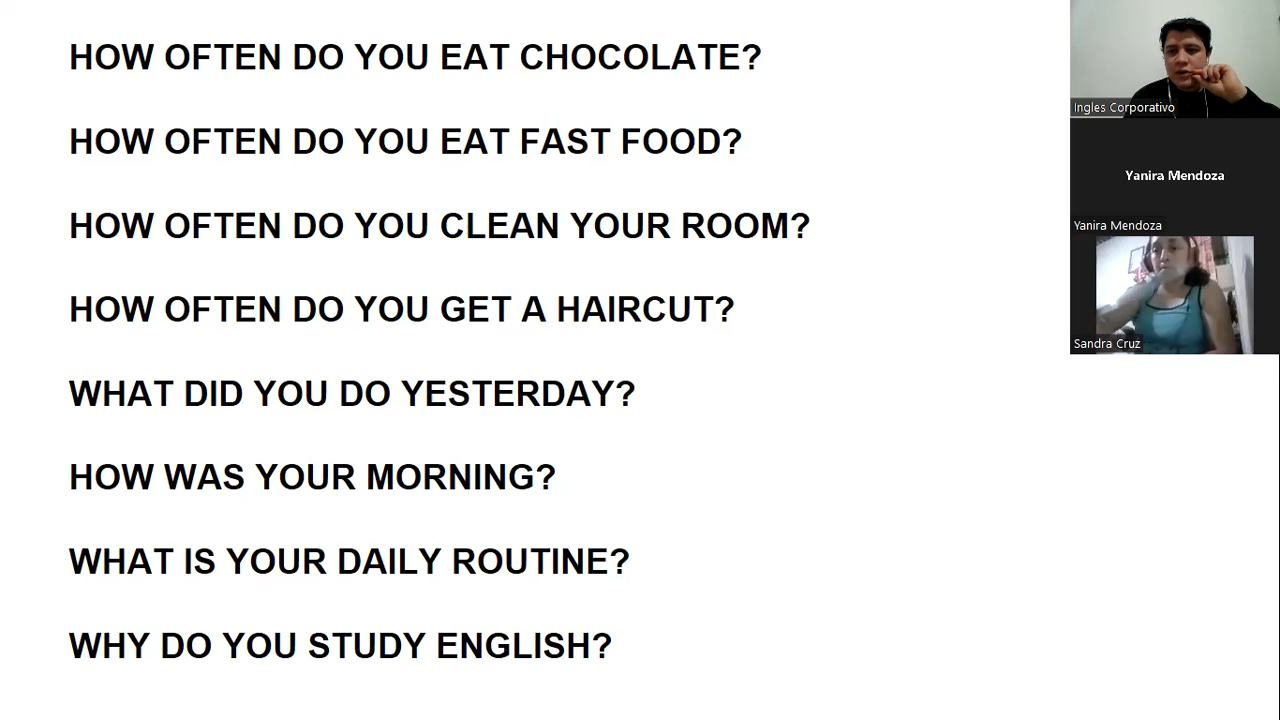 HOW OFTEN DO YOU EAT CHOCOLATE?
HOW OFTEN DO YOU EAT FAST FOOD?
HOW OFTEN DO YOU CLEAN YOUR ROOM?
HOW OFTEN DO YOU GET A HAIRCUT?
WHAT DID YOU DO YESTERDAY?
HOW WAS YOUR MORNING?
WHAT IS YOUR DAILY ROUTINE?
WHY DO YOU STUDY ENGLISH?
Ingles Corporativo
Yanira Mendoza
Yanira Mendoza
Sandra Cruz